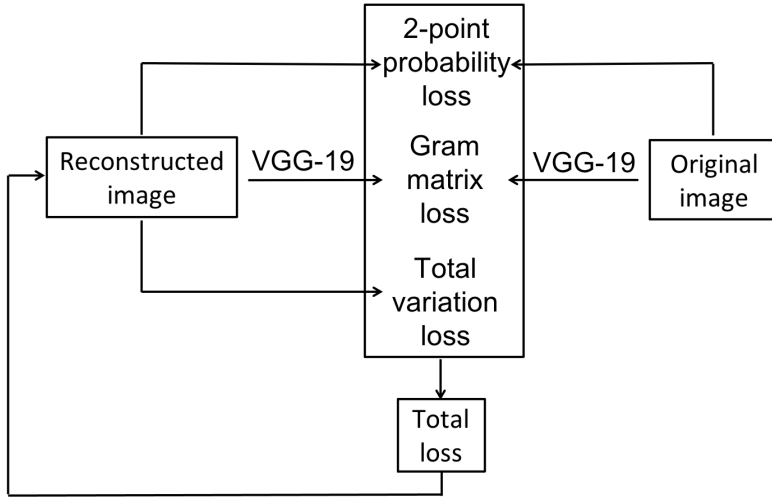 2-point
probability
loss
Reconstructed
image
VGG-19
Gram
matrix
loss
VGG-19
Original
image
Total
variation
loss
Total
loss